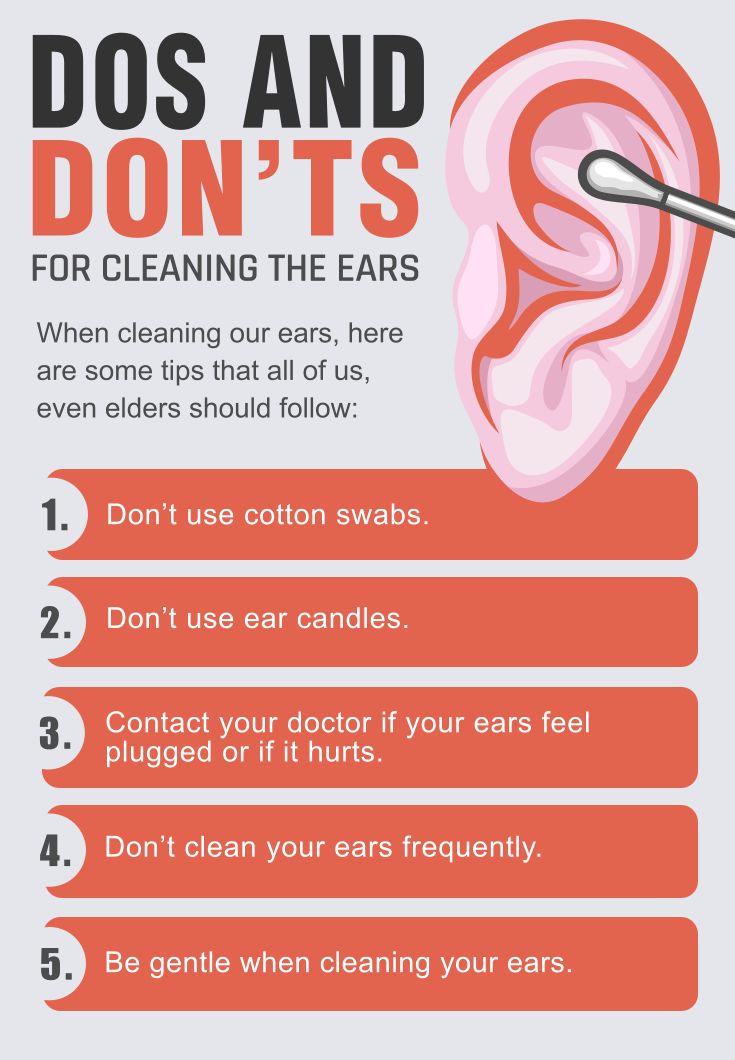 DOS AND
DON'TS
FOR CLEANING THE EARS
When cleaning our ears, here
are some tips that all of us,
even elders should follow:
1. Don't use cotton swabs.
2. Don't use ear candles.
3. Contact your doctor if your ears feel
plugged or if it hurts.
4. Don't clean your ears frequently.
5. Be gentle when cleaning your ears.